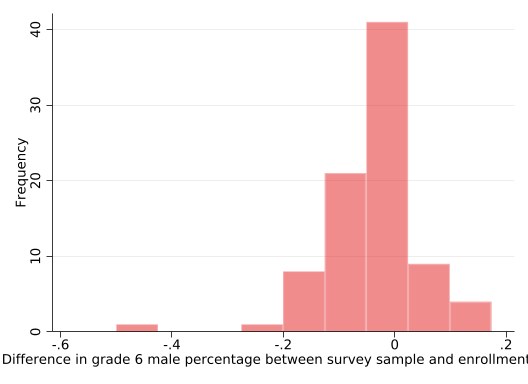 40
30
20
10
0
Frequency
-.6 -.4 -.2 0 .2
Difference in grade 6 male percentage between survey sample and enrollment